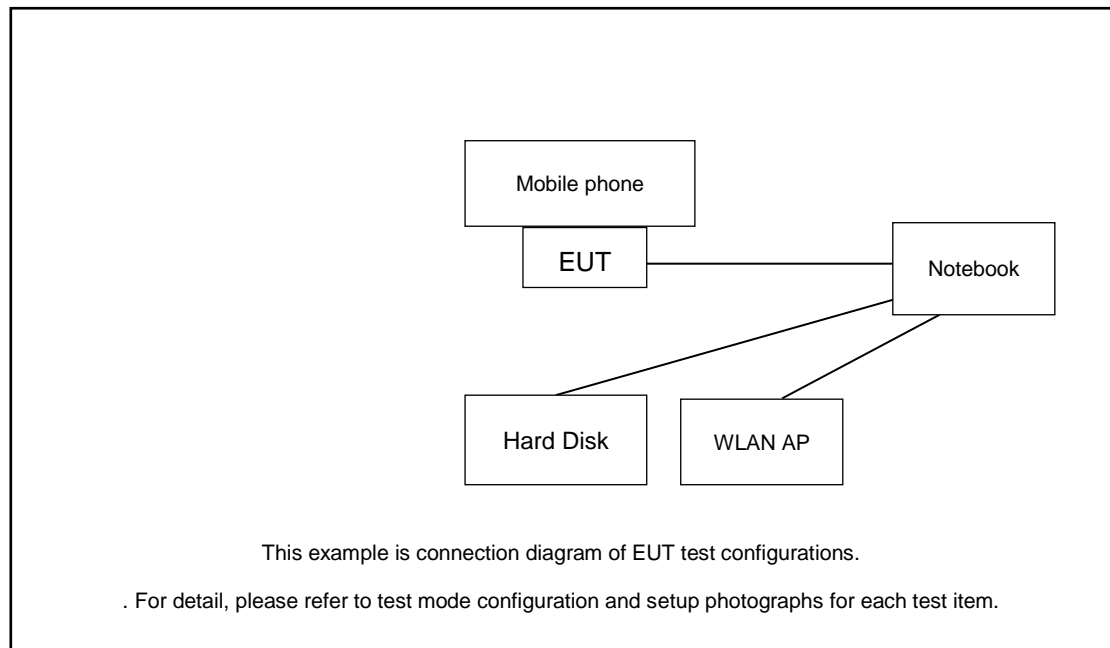 Mobile phone
EUT
Notebook
Hard Disk
WLAN AP
This example is connection diagram of EUT test configurations.
. For detail, please refer to test mode configuration and setup photographs for each test item.